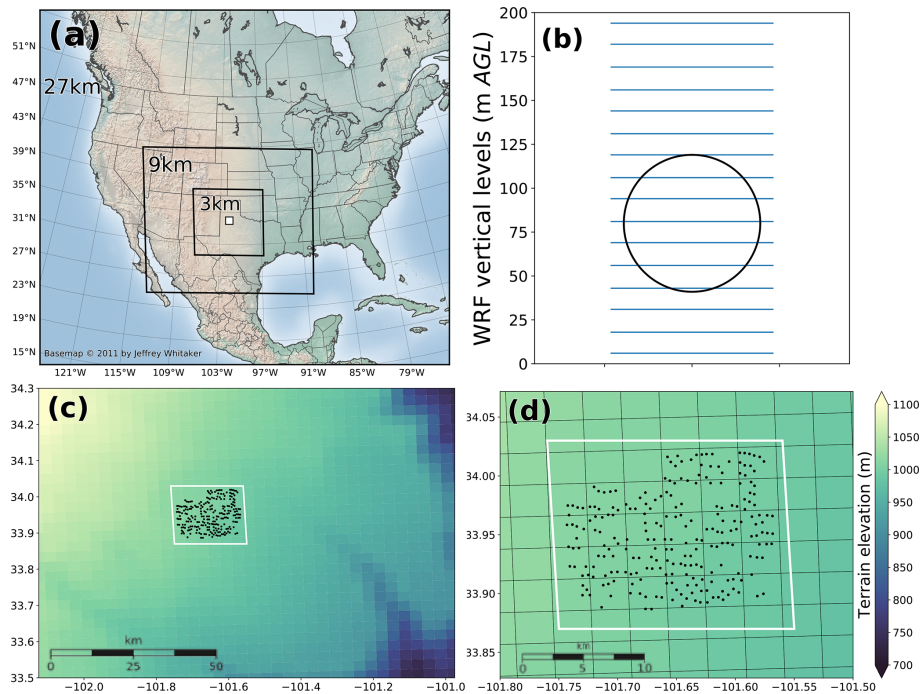 (a)
51°N
47°N
43°N
39°N
35°N
31°N
27°N
23°N
19°N
15°N
27km
9km
3km
Basemap © 2011 by Jeffrey Whitaker
121°W 115°W 109°W 103°W 97°W 91°W 85°W 79°W
(b)
WRF vertical levels (m AGL)
200
175
150
125
100
75
50
25
0
(c)
34.3
34.2
34.1
34.0
33.9
33.8
33.7
33.6
33.5
km
0 25 50
−102.0 −101.8 −101.6 −101.4 −101.2 −101.0
(d)
34.05
34.00
33.95
33.90
33.85
km
0 5 10
−101.80 −101.75 −101.70 −101.65 −101.60 −101.55 −101.50
Terrain elevation (m)
1100
1050
1000
950
900
850
800
750
700